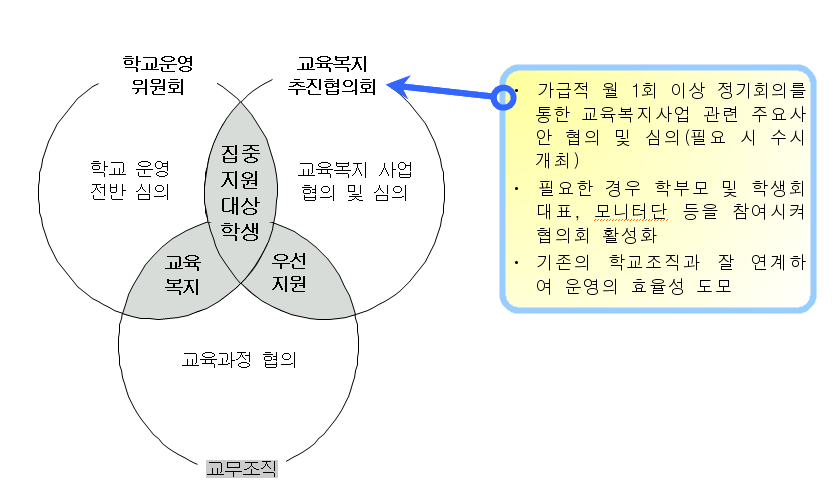 학교운영
위원회
교육복지
추진협의회
학교 운영
전반 심의
집중
지원
대상
학생
교육복지 사업
협의 및 심의
교육
복지
우선
지원
교육과정 협의
교무조직
· 가급적 월 1회 이상 정기회의를
통한 교육복지사업 관련 주요사
안 협의 및 심의(필요 시 수시
개최)
· 필요한 경우 학부모 및 학생회
대표, 모니터단 등을 참여시켜
협의회 활성화
· 기존의 학교조직과 잘 연계하
여 운영의 효율성 도모